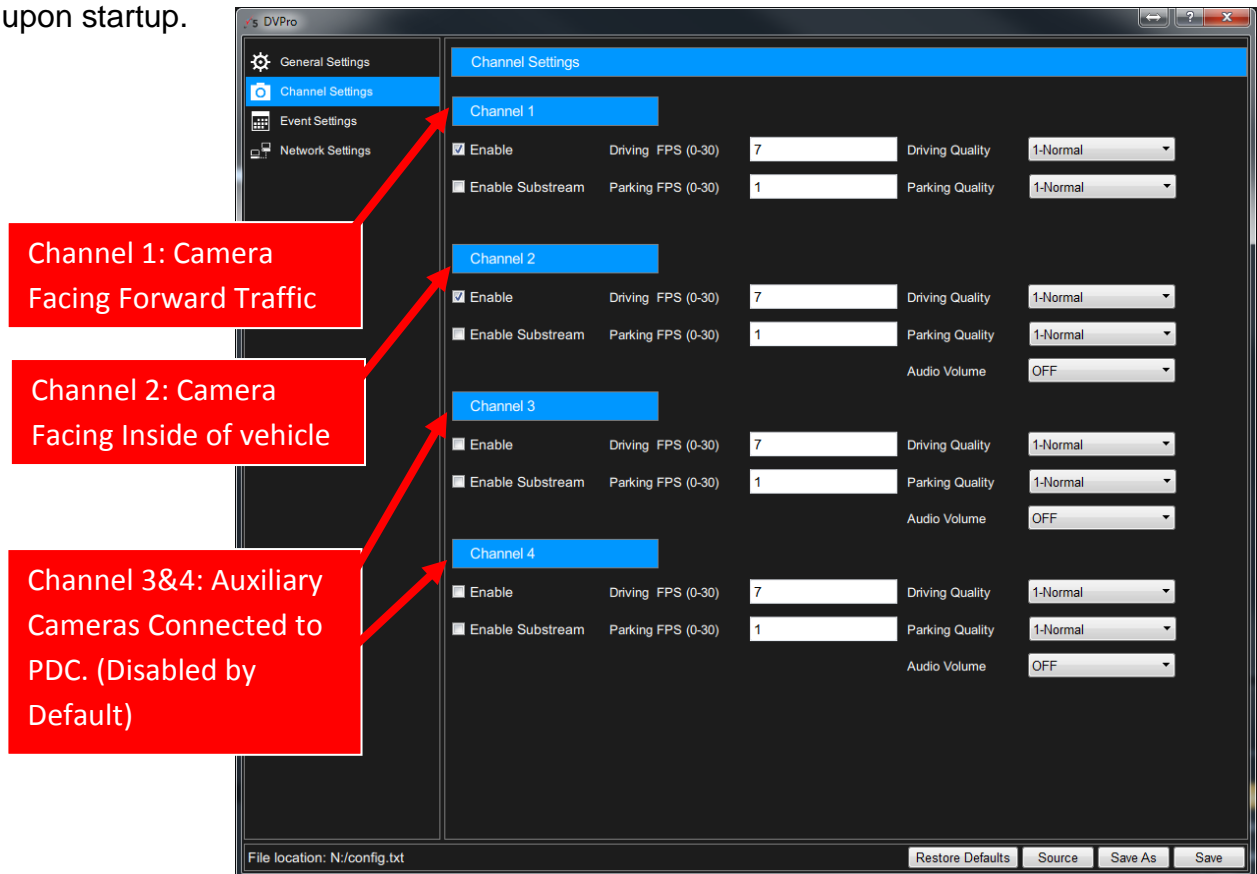 upon startup.
DVPro
General Settings
Channel Settings
Event Settings
Network Settings
Channel Settings
Channel 1
Enable Driving FPS (0-30) 7 Driving Quality 1-Normal
Enable Substream Parking FPS (0-30) 1 Parking Quality 1-Normal
Channel 1: Camera
Facing Forward Traffic
Channel 2
Enable Driving FPS (0-30) 7 Driving Quality 1-Normal
Enable Substream Parking FPS (0-30) 1 Parking Quality 1-Normal
Audio Volume OFF
Channel 2: Camera
Facing Inside of vehicle
Channel 3
Enable Driving FPS (0-30) 7 Driving Quality 1-Normal
Enable Substream Parking FPS (0-30) 1 Parking Quality 1-Normal
Audio Volume OFF
Channel 4
Enable Driving FPS (0-30) 7 Driving Quality 1-Normal
Enable Substream Parking FPS (0-30) 1 Parking Quality 1-Normal
Audio Volume OFF
Channel 3&4: Auxiliary
Cameras Connected to
PDC. (Disabled by
Default)
File location: N:/config.txt
Restore Defaults Source Save As Save